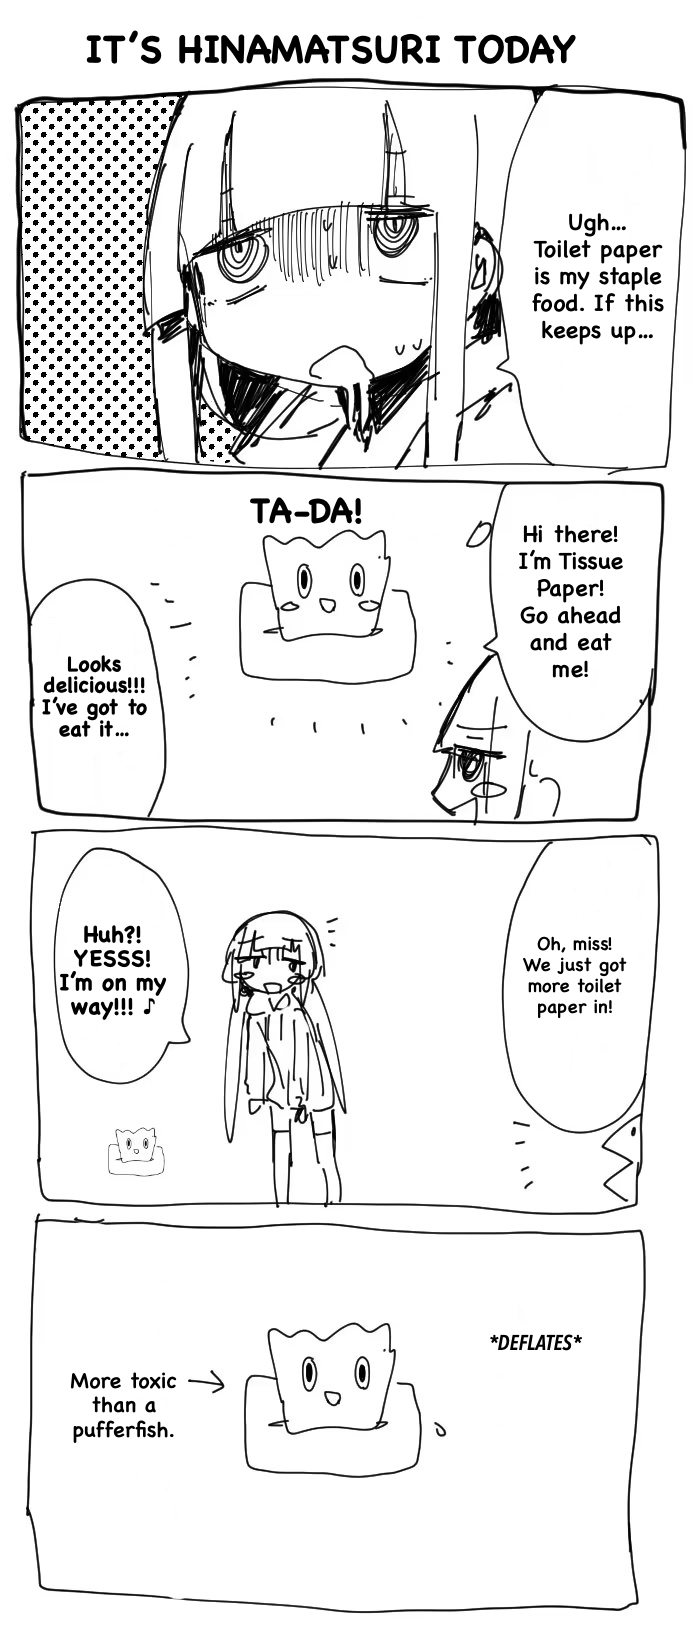 IT'S HINAMATSURI TODAY
Ugh...
Toilet paper
is my staple
food. If this
keeps up...
TA-DA!
Hi there!
I'm Tissue
Paper!
Go ahead
and eat
me!
Looks
delicious!!!
I've got to
eat it...
Huh?!
YESSS!
I'm on my
way!!! ♪
Oh, miss!
We just got
more toilet
paper in!
*DEFLATES*
More toxic
than a
pufferfish.